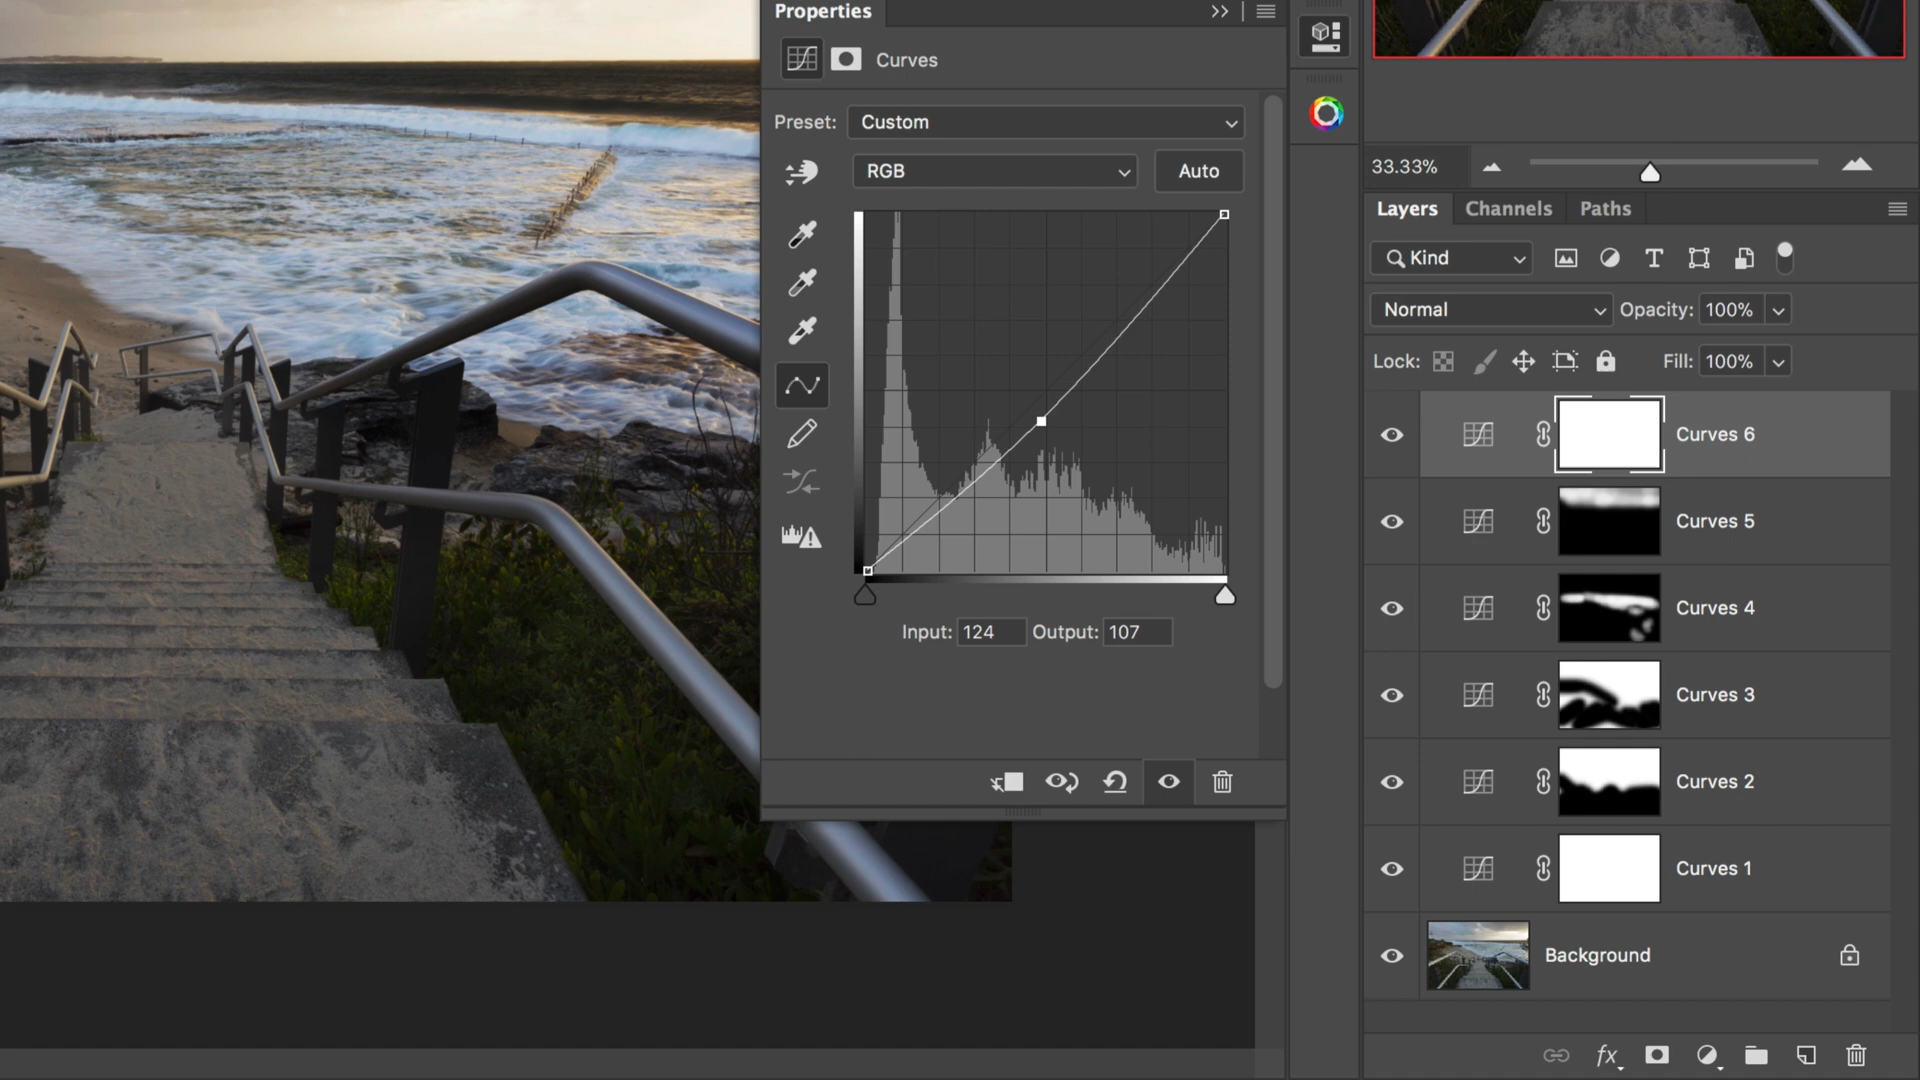 Properties
Curves
Preset: Custom
RGB
Auto
Input: 124 Output: 107
33.33%
Layers Channels Paths
Kind
Normal Opacity: 100%
Lock: Fill: 100%
Curves 6
Curves 5
Curves 4
Curves 3
Curves 2
Curves 1
Background
fx